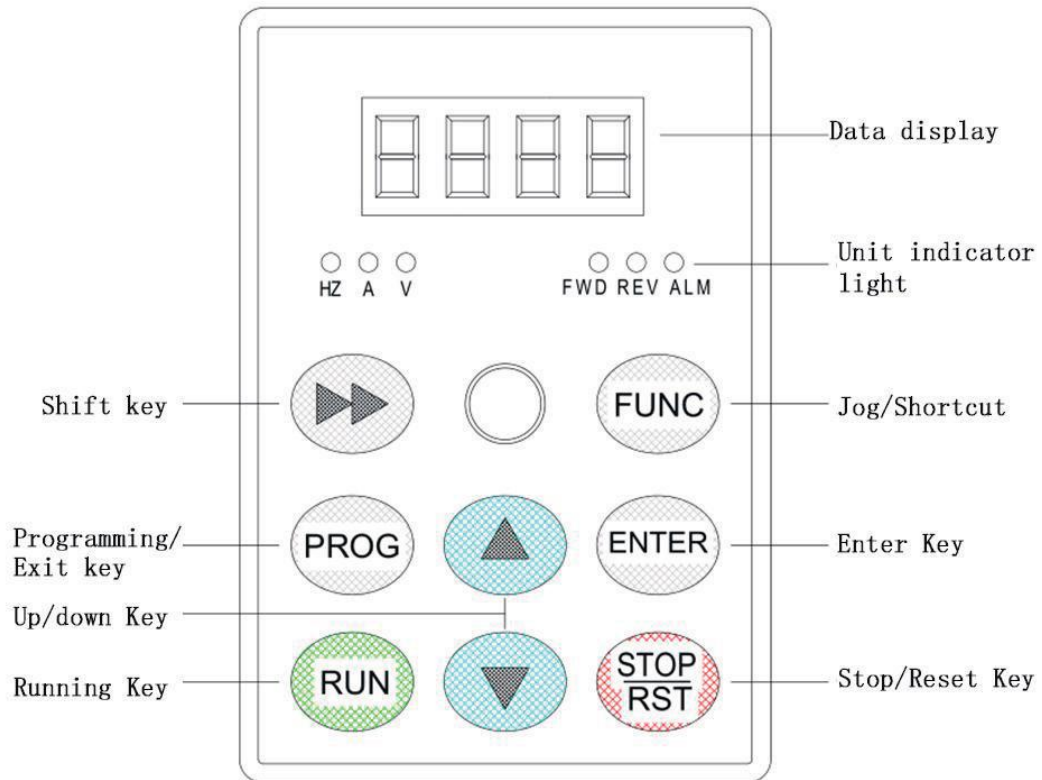 Data display
Unit indicator
light
HZ A V
FWD REV ALM
Shift key
FUNC
Jog/Shortcut
Programming/
Exit key
PROG
ENTER
Enter Key
Up/down Key
Running Key
RUN
STOP
RST
Stop/Reset Key